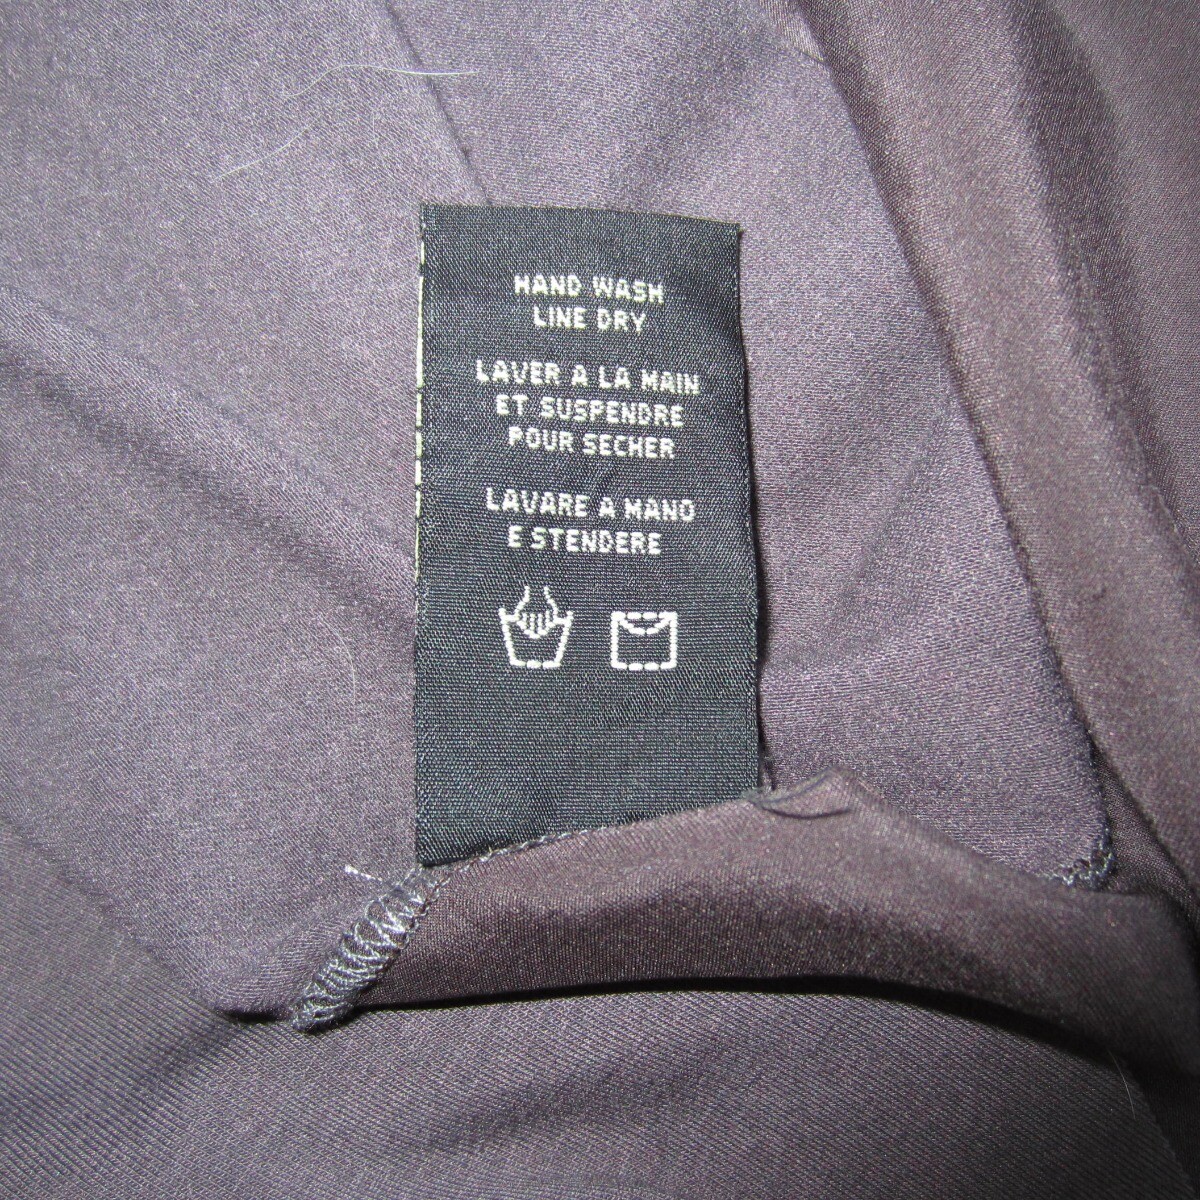 HAND WASH
LINE DRY
LAVER A LA MAIN
ET SUSPENDRE
POUR SECHER
LAVARE A MANO
E STENDERE